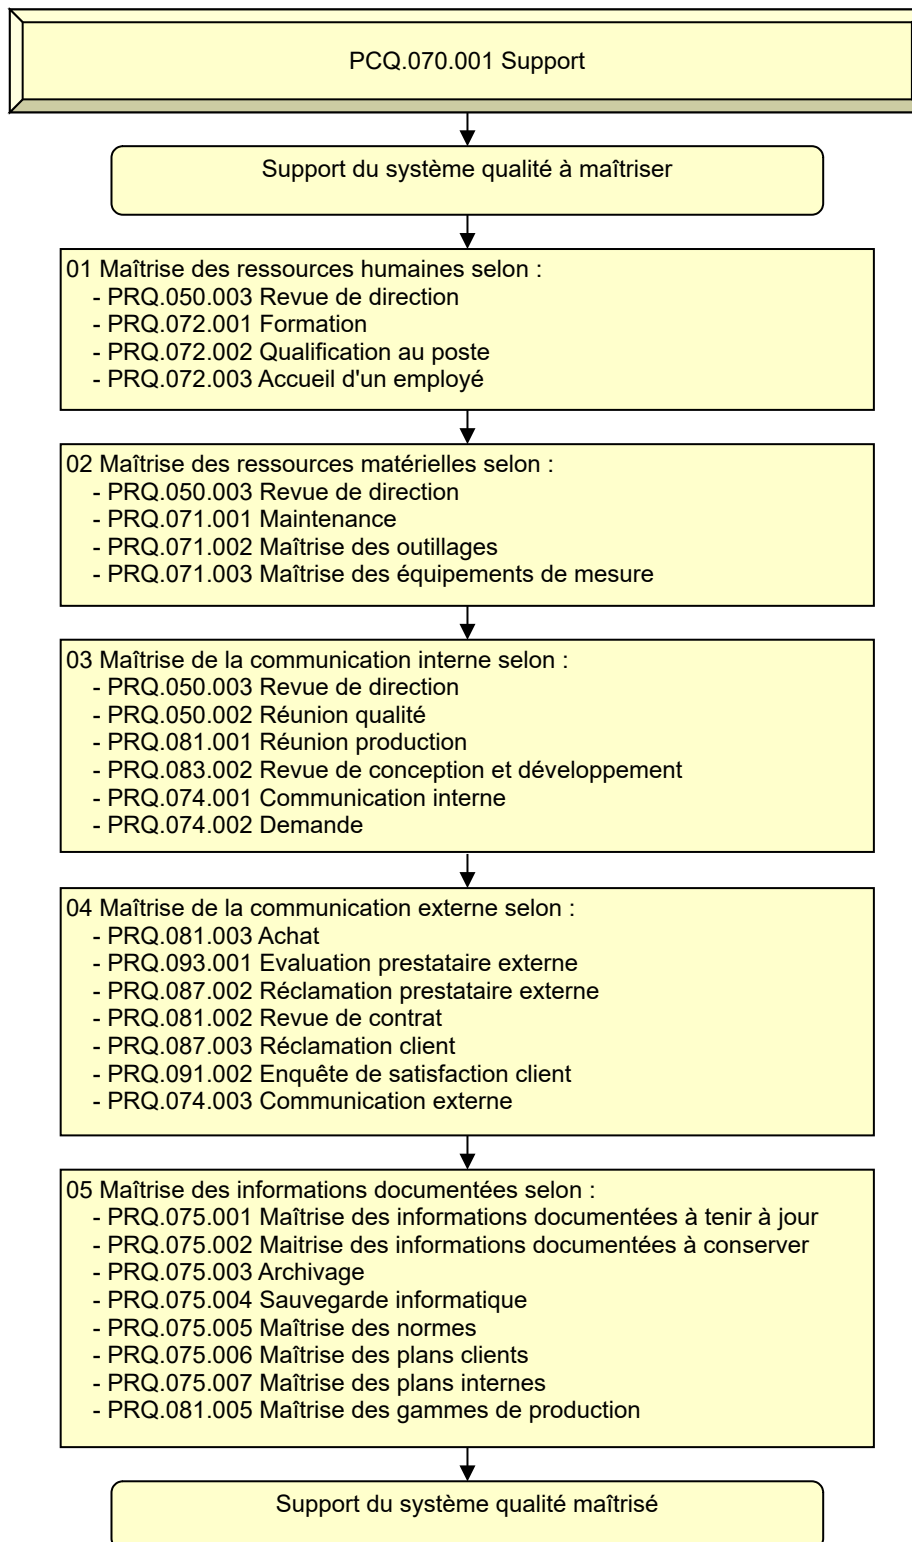 PCQ.070.001 Support
Support du système qualité à maîtriser
01 Maîtrise des ressources humaines selon :
- PRQ.050.003 Revue de direction
- PRQ.072.001 Formation
- PRQ.072.002 Qualification au poste
- PRQ.072.003 Accueil d'un employé
02 Maîtrise des ressources matérielles selon :
- PRQ.050.003 Revue de direction
- PRQ.071.001 Maintenance
- PRQ.071.002 Maîtrise des outillages
- PRQ.071.003 Maîtrise des équipements de mesure
03 Maîtrise de la communication interne selon :
- PRQ.050.003 Revue de direction
- PRQ.050.002 Réunion qualité
- PRQ.081.001 Réunion production
- PRQ.083.002 Revue de conception et développement
- PRQ.074.001 Communication interne
- PRQ.074.002 Demande
04 Maîtrise de la communication externe selon :
- PRQ.081.003 Achat
- PRQ.093.001 Evaluation prestataire externe
- PRQ.087.002 Réclamation prestataire externe
- PRQ.081.002 Revue de contrat
- PRQ.087.003 Réclamation client
- PRQ.091.002 Enquête de satisfaction client
- PRQ.074.003 Communication externe
05 Maîtrise des informations documentées selon :
- PRQ.075.001 Maîtrise des informations documentées à tenir à jour
- PRQ.075.002 Maitrise des informations documentées à conserver
- PRQ.075.003 Archivage
- PRQ.075.004 Sauvegarde informatique
- PRQ.075.005 Maîtrise des normes
- PRQ.075.006 Maîtrise des plans clients
- PRQ.075.007 Maîtrise des plans internes
- PRQ.081.005 Maîtrise des gammes de production
Support du système qualité maîtrisé